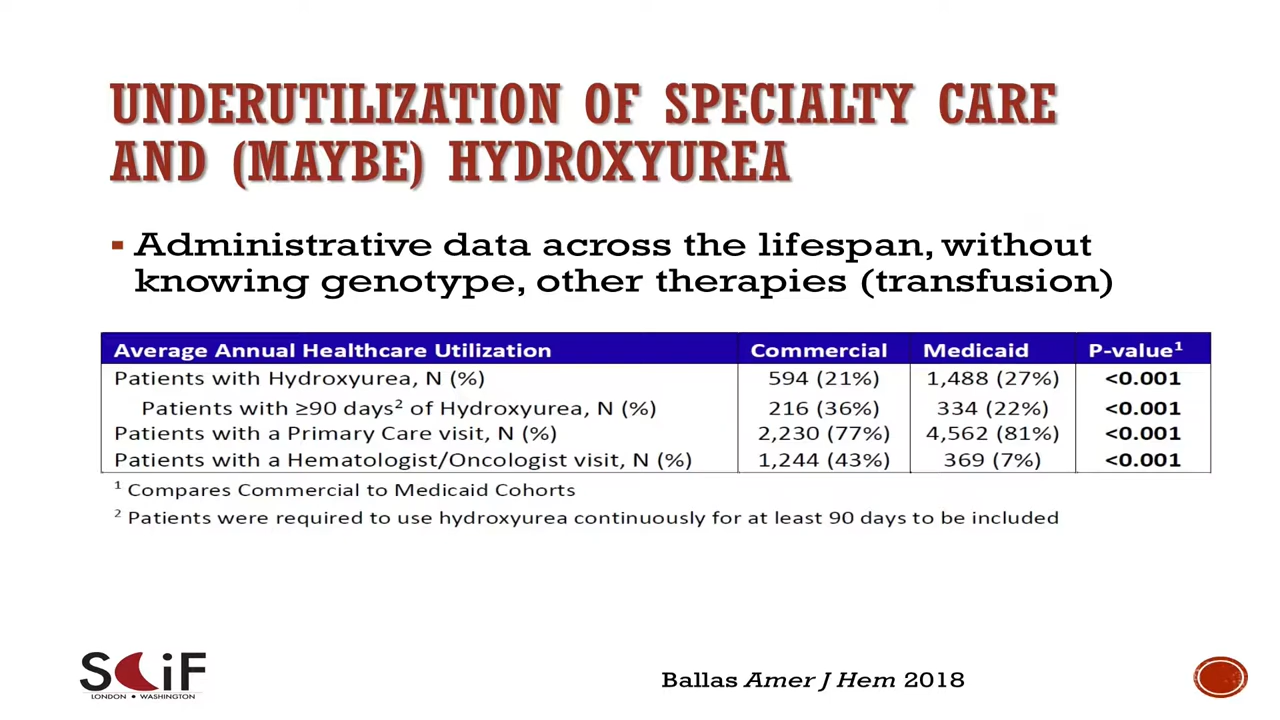 UNDERUTILIZATION OF SPECIALTY CARE
AND (MAYBE) HYDROXYUREA
▪ Administrative data across the lifespan, without
knowing genotype, other therapies (transfusion)
Average Annual Healthcare Utilization Commercial Medicaid P-value¹
Patients with Hydroxyurea, N (%) 594 (21%) 1,488 (27%) <0.001
Patients with ≥90 days² of Hydroxyurea, N (%) 216 (36%) 334 (22%) <0.001
Patients with a Primary Care visit, N (%) 2,230 (77%) 4,562 (81%) <0.001
Patients with a Hematologist/Oncologist visit, N (%) 1,244 (43%) 369 (7%) <0.001
¹ Compares Commercial to Medicaid Cohorts
² Patients were required to use hydroxyurea continuously for at least 90 days to be included
SCiF
LONDON • WASHINGTON
Ballas Amer J Hem 2018